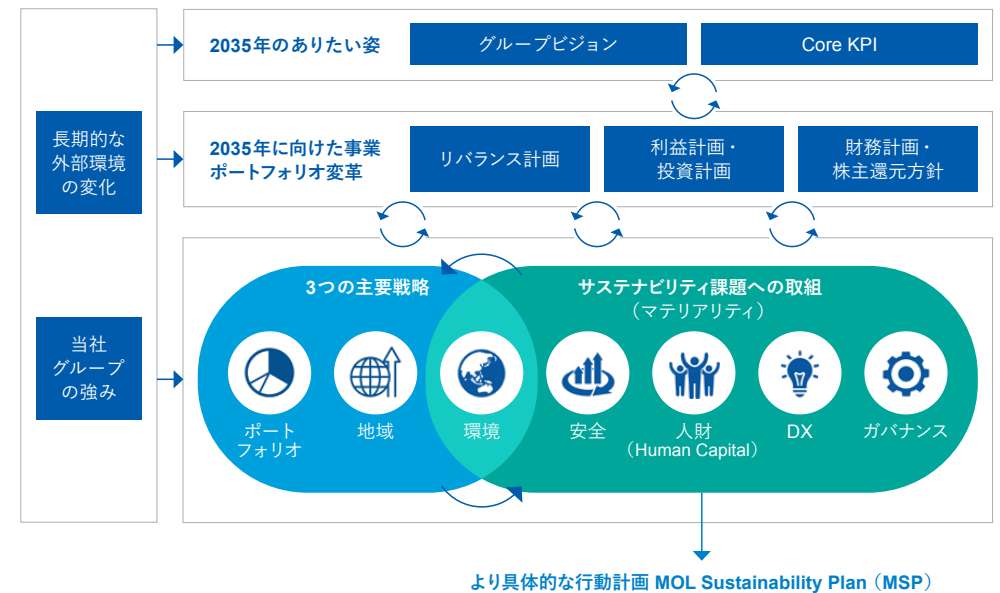 長期的な
外部環境
の変化
当社
グループ
の強み
2035年のありたい姿
グループビジョン
Core KPI
2035年に向けた事業
ポートフォリオ変革
リバランス計画
利益計画・
投資計画
財務計画・
株主還元方針
3つの主要戦略
サステナビリティ課題への取組
（マテリアリティ）
ポート
フォリオ
地域
環境
安全
人財
（Human Capital）
DX
ガバナンス
より具体的な行動計画 MOL Sustainability Plan（MSP）